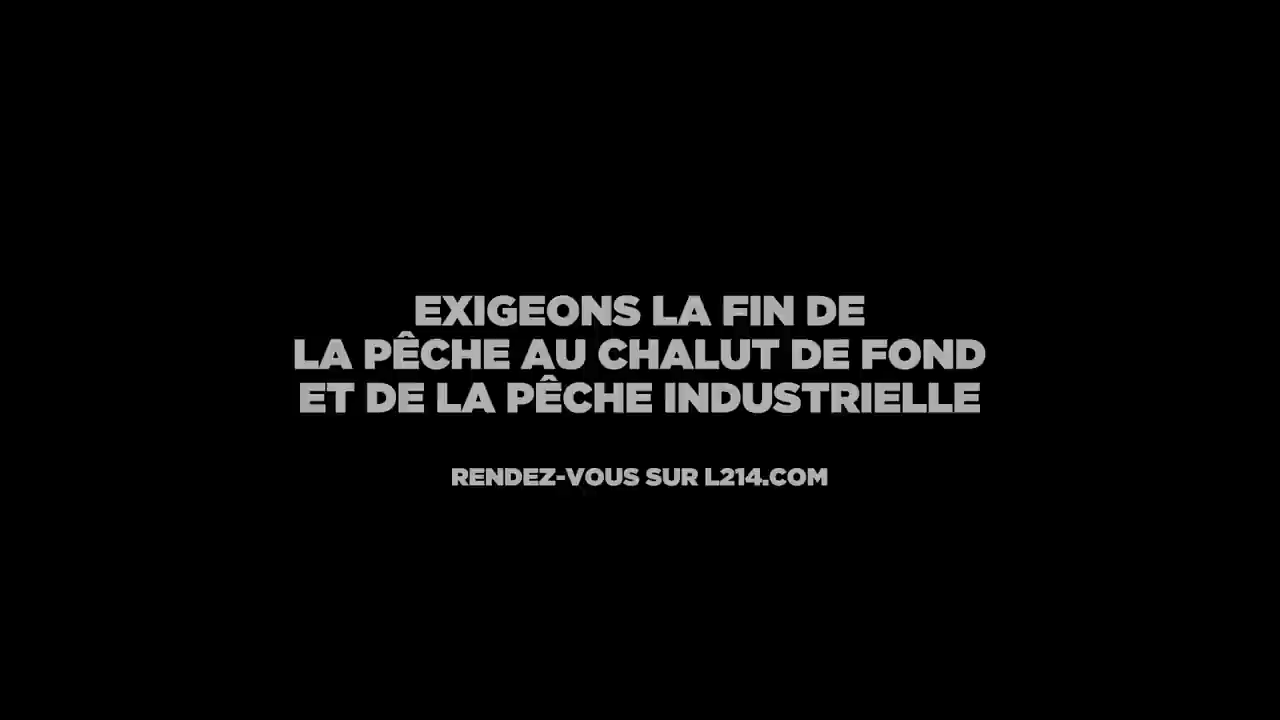 EXIGEONS LA FIN DE
LA PÊCHE AU CHALUT DE FOND
ET DE LA PÊCHE INDUSTRIELLE
RENDEZ-VOUS SUR L214.COM